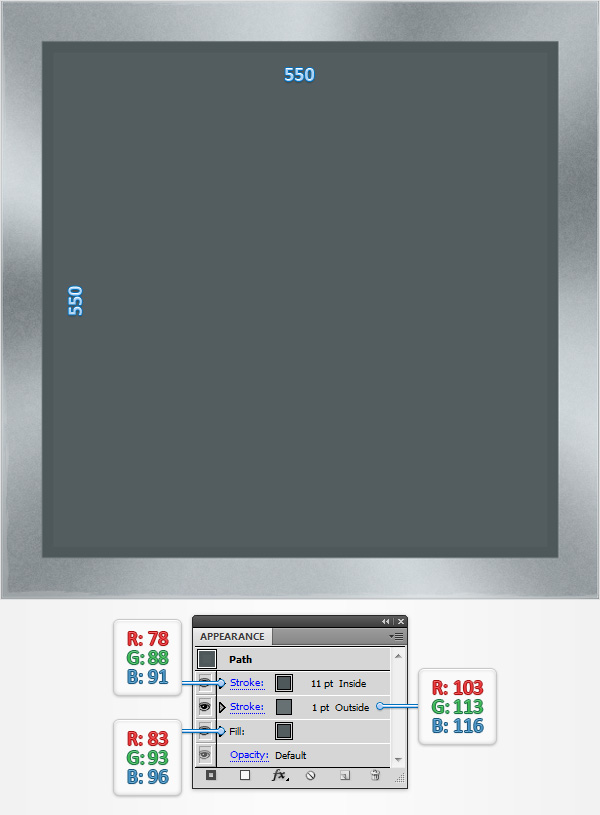 550
550
APPEARANCE
Path
Stroke: 11 pt Inside
Stroke: 1 pt Outside
Fill:
Opacity: Default
fx
R: 78
G: 88
B: 91
R: 83
G: 93
B: 96
R: 103
G: 113
B: 116